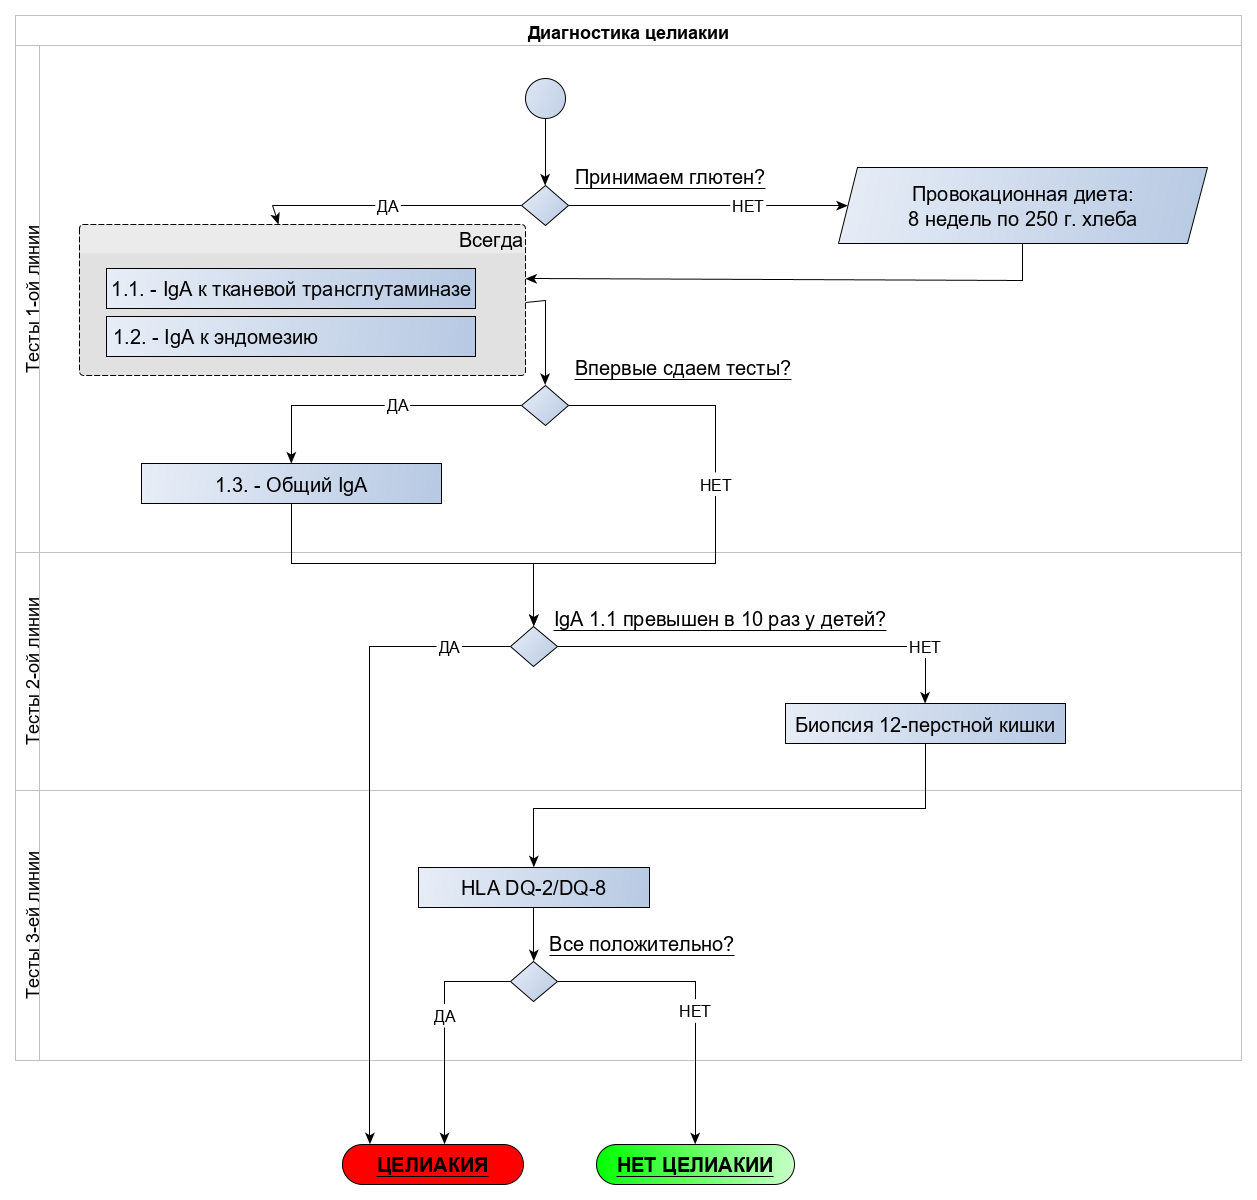 Диагностика целиакии
Тесты 1-ой линии
Принимаем глютен?
ДА
НЕТ
Провокационная диета:
8 недель по 250 г. хлеба
Всегда
1.1. - IgA к тканевой трансглутаминазе
1.2. - IgA к эндомезию
Впервые сдаем тесты?
ДА
1.3. - Общий IgA
НЕТ
Тесты 2-ой линии
IgA 1.1 превышен в 10 раз у детей?
ДА
НЕТ
Биопсия 12-перстной кишки
Тесты 3-ей линии
HLA DQ-2/DQ-8
Все положительно?
ДА
НЕТ
ЦЕЛИАКИЯ
НЕТ ЦЕЛИАКИИ